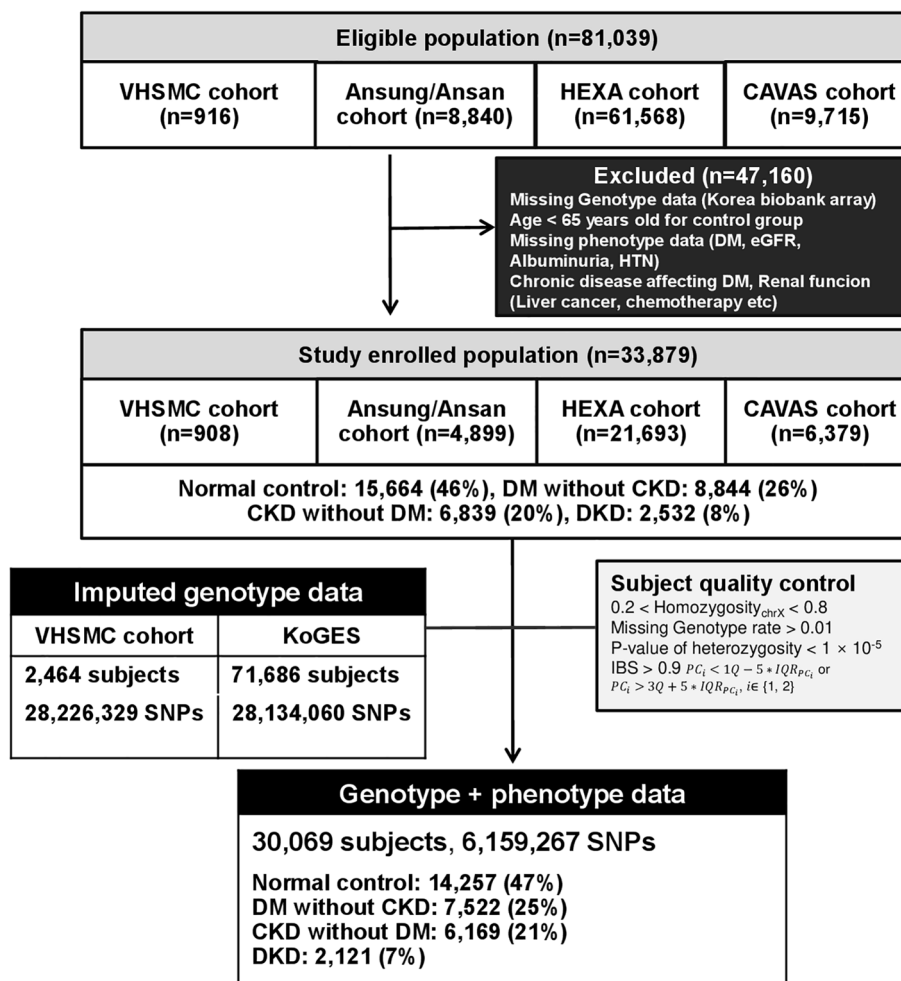 Eligible population (n=81,039)
VHSMC cohort
(n=916)
Ansung/Ansan
cohort (n=8,840)
HEXA cohort
(n=61,568)
CAVAS cohort
(n=9,715)
Excluded (n=47,160)
Missing Genotype data (Korea biobank array)
Age < 65 years old for control group
Missing phenotype data (DM, eGFR,
Albuminuria, HTN)
Chronic disease affecting DM, Renal funcion
(Liver cancer, chemotherapy etc)
Study enrolled population (n=33,879)
VHSMC cohort
(n=908)
Ansung/Ansan
cohort (n=4,899)
HEXA cohort
(n=21,693)
CAVAS cohort
(n=6,379)
Normal control: 15,664 (46%), DM without CKD: 8,844 (26%)
CKD without DM: 6,839 (20%), DKD: 2,532 (8%)
Imputed genotype data
VHSMC cohort
2,464 subjects
28,226,329 SNPs
KoGES
71,686 subjects
28,134,060 SNPs
Subject quality control
0.2 < Homozygosity_chrX < 0.8
Missing Genotype rate > 0.01
P-value of heterozygosity < 1 × 10⁻⁵
IBS > 0.9 PC_i < 1Q − 5 * IQR_PC_i or
PC_i > 3Q + 5 * IQR_PC_i, i∈ {1, 2}
Genotype + phenotype data
30,069 subjects, 6,159,267 SNPs
Normal control: 14,257 (47%)
DM without CKD: 7,522 (25%)
CKD without DM: 6,169 (21%)
DKD: 2,121 (7%)